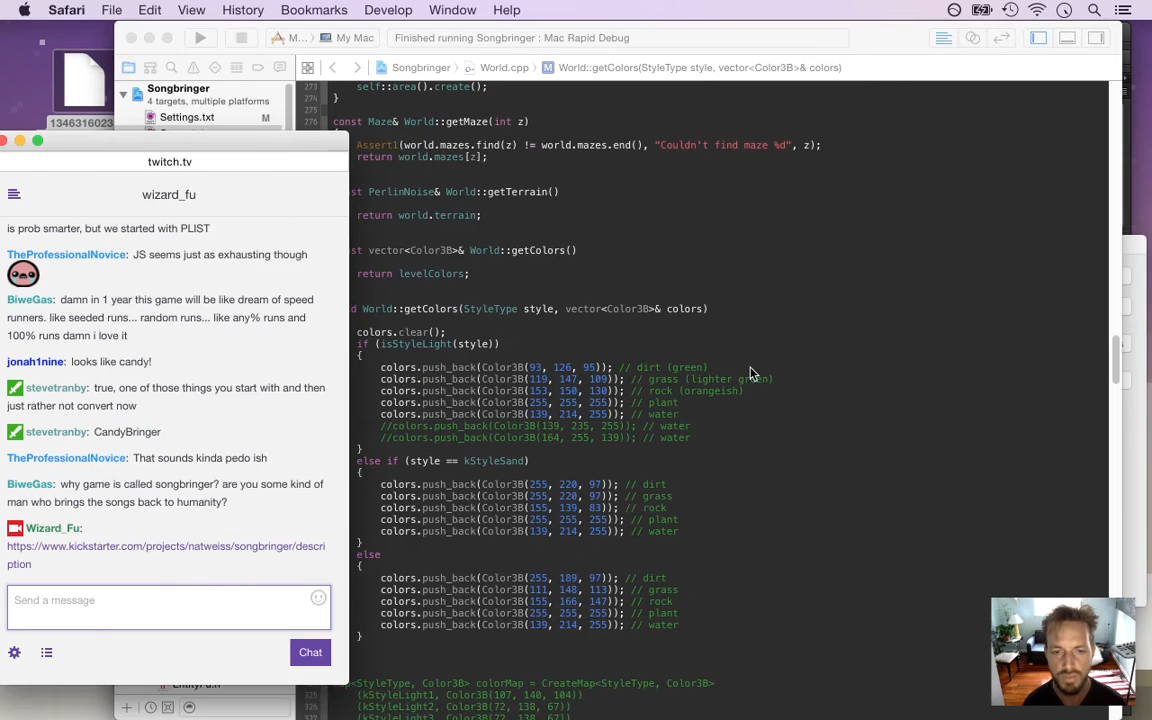 Safari File Edit View History Bookmarks Develop Window Help
M... My Mac Finished running Songbringer : Mac Rapid Debug
Songbringer World.cpp M World::getColors(StyleType style, vector<Color3B>& colors)
Songbringer
4 targets, multiple platforms
Settings.txt M
1346316023
twitch.tv
wizard_fu
is prob smarter, but we started with PLIST
TheProfessionalNovice: JS seems just as exhausting though
BiweGas: damn in 1 year this game will be like dream of speed
runners. like seeded runs... random runs... like any% runs and
100% runs damn i love it
jonah1nine: looks like candy!
stevetranby: true, one of those things you start with and then
just rather not convert now
stevetranby: CandyBringer
TheProfessionalNovice: That sounds kinda pedo ish
BiweGas: why game is called songbringer? are you some kind of
man who brings the songs back to humanity?
Wizard_Fu:
https://www.kickstarter.com/projects/natweiss/songbringer/descri
ption
Send a message
Chat
273 self::area().create();
274 }
276 const Maze& World::getMaze(int z)
Assert1(world.mazes.find(z) != world.mazes.end(), "Couldn't find maze %d", z);
return world.mazes[z];
st PerlinNoise& World::getTerrain()
return world.terrain;
st vector<Color3B>& World::getColors()
return levelColors;
d World::getColors(StyleType style, vector<Color3B>& colors)
colors.clear();
if (isStyleLight(style))
{
colors.push_back(Color3B(93, 126, 95)); // dirt (green)
colors.push_back(Color3B(119, 147, 109)); // grass (lighter green)
colors.push_back(Color3B(153, 150, 130)); // rock (orangeish)
colors.push_back(Color3B(255, 255, 255)); // plant
colors.push_back(Color3B(139, 214, 255)); // water
//colors.push_back(Color3B(139, 235, 255)); // water
//colors.push_back(Color3B(164, 255, 139)); // water
}
else if (style == kStyleSand)
{
colors.push_back(Color3B(255, 220, 97)); // dirt
colors.push_back(Color3B(255, 220, 97)); // grass
colors.push_back(Color3B(155, 139, 83)); // rock
colors.push_back(Color3B(255, 255, 255)); // plant
colors.push_back(Color3B(139, 214, 255)); // water
}
else
{
colors.push_back(Color3B(255, 189, 97)); // dirt
colors.push_back(Color3B(111, 148, 113)); // grass
colors.push_back(Color3B(155, 166, 147)); // rock
colors.push_back(Color3B(255, 255, 255)); // plant
colors.push_back(Color3B(139, 214, 255)); // water
}
p<StyleType, Color3B> colorMap = CreateMap<StyleType, Color3B>
325 (kStyleLight1, Color3B(107, 140, 104))
326 (kStyleLight2, Color3B(72, 138, 67))